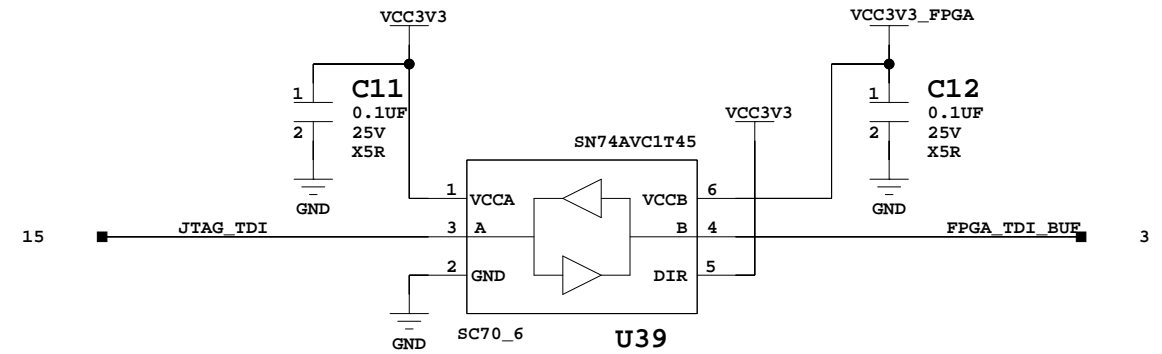 VCC3V3
VCC3V3_FPGA
1
C11
0.1UF
2
25V
X5R
GND
VCC3V3
1
C12
0.1UF
2
25V
X5R
GND
SN74AVC1T45
1
VCCA
VCCB
6
15
JTAG_TDI
3
A
B
4
FPGA_TDI_BUF
3
2
GND
DIR
5
GND
SC70_6
U39